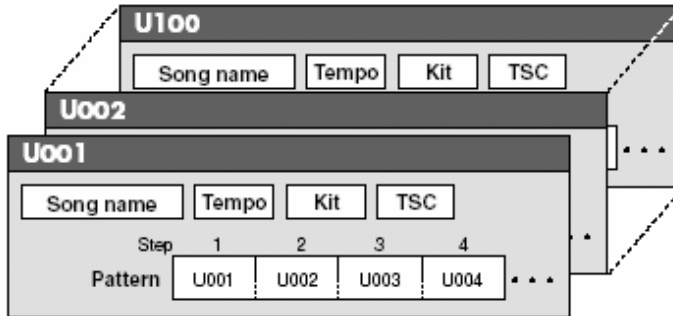 U100
Song name Tempo Kit TSC
U002
U001
Song name Tempo Kit TSC
Step 1 2 3 4
Pattern U001 U002 U003 U004 ...